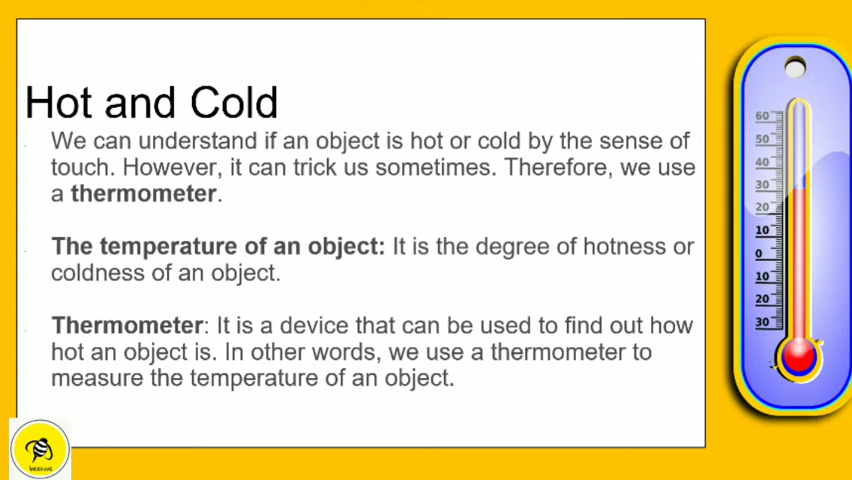 Hot and Cold
We can understand if an object is hot or cold by the sense of
touch. However, it can trick us sometimes. Therefore, we use
a thermometer.
The temperature of an object: It is the degree of hotness or
coldness of an object.
Thermometer: It is a device that can be used to find out how
hot an object is. In other words, we use a thermometer to
measure the temperature of an object.
60
50
40
30
20
10
0
10
20
30
beehive